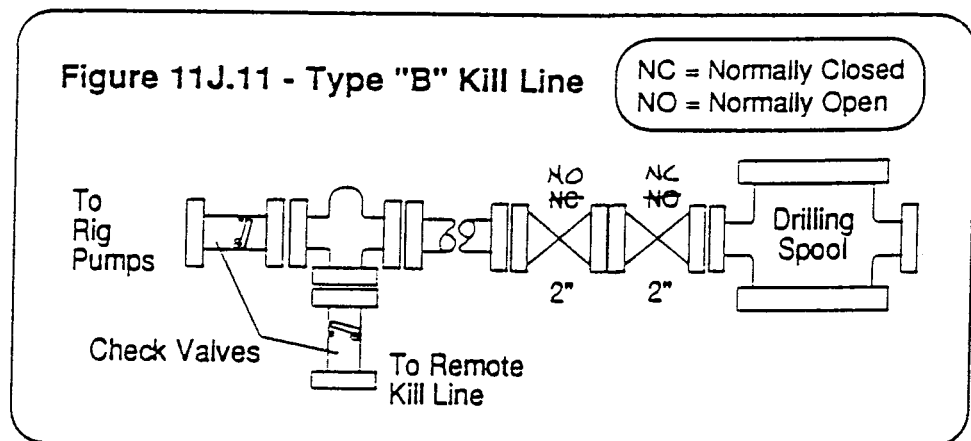 Figure 11J.11 - Type "B" Kill Line
NC = Normally Closed
NO = Normally Open
To
Rig
Pumps
NO
NC
NC
NO
2"
2"
Drilling
Spool
Check Valves
To Remote
Kill Line